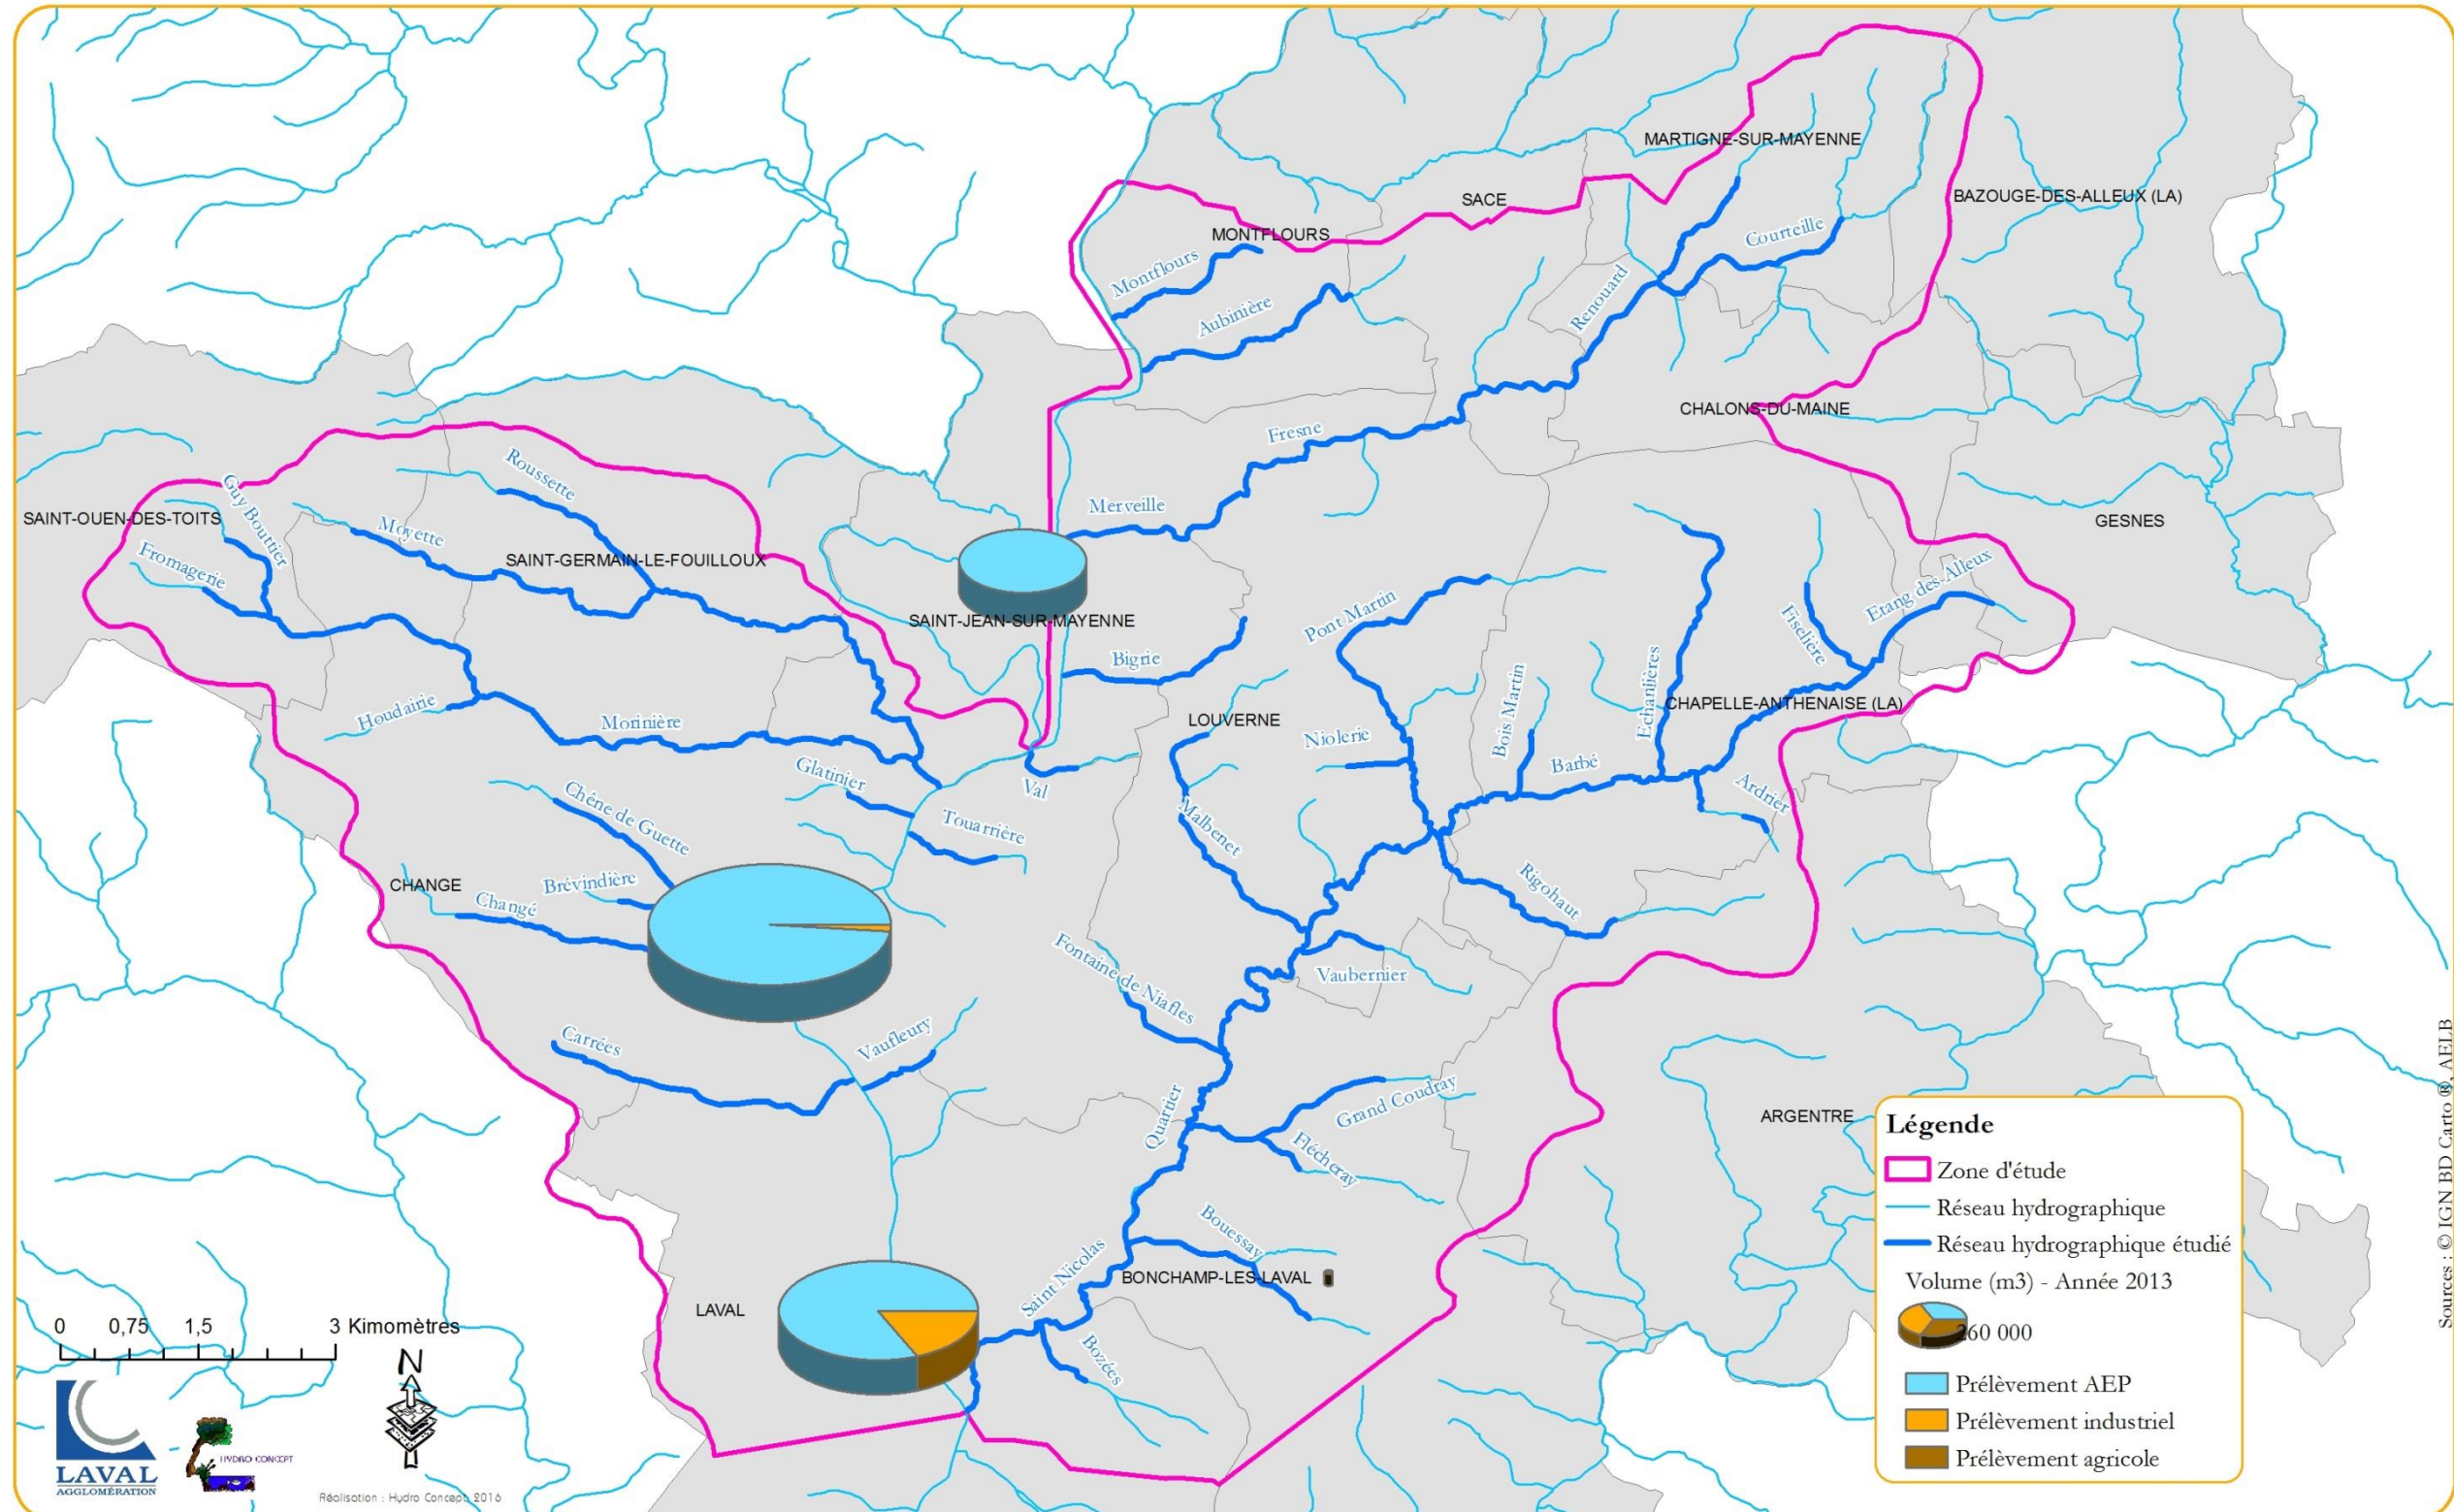 MARTIGNE-SUR-MAYENNE
BAZOUGE-DES-ALLEUX (LA)
SACE
MONTFLOURS
Courteille
Montflours
Renouard
Aubinière
CHALONS-DU-MAINE
Fresne
Roussette
Guy Bouttier
Merveille
SAINT-OUEN-DES-TOITS
GESNES
Moyette
SAINT-GERMAIN-LE-FOUILLOUX
Fromagerie
Etang des Alleux
Pont Martin
SAINT-JEAN-SUR-MAYENNE
Fiselière
Bigrie
Echanlières
Bois Martin
CHAPELLE-ANTHENAISE (LA)
Houdairie
Morinière
LOUVERNE
Niolerie
Barbé
Glatinier
Val
Ardrier
Chêne de Guette
Touarrière
Malbenet
CHANGE
Brévindière
Changé
Rigohaut
Fontaine de Niafles
Vaubernier
Carrées
Vaufleury
Quartier
Grand Coudray
Flécheray
ARGENTRE
Bouessay
Saint Nicolas
BONCHAMP-LES-LAVAL
LAVAL
Bozées
Légende
Zone d'étude
Réseau hydrographique
Réseau hydrographique étudié
Volume (m3) - Année 2013
260 000
Prélèvement AEP
Prélèvement industriel
Prélèvement agricole
0 0,75 1,5 3 Kimomètres
N
LAVAL
AGGLOMÉRATION
HYDRO CONCEPT
Réalisation : Hydro Concept 2016
Sources : © IGN BD Carto ®, AELB